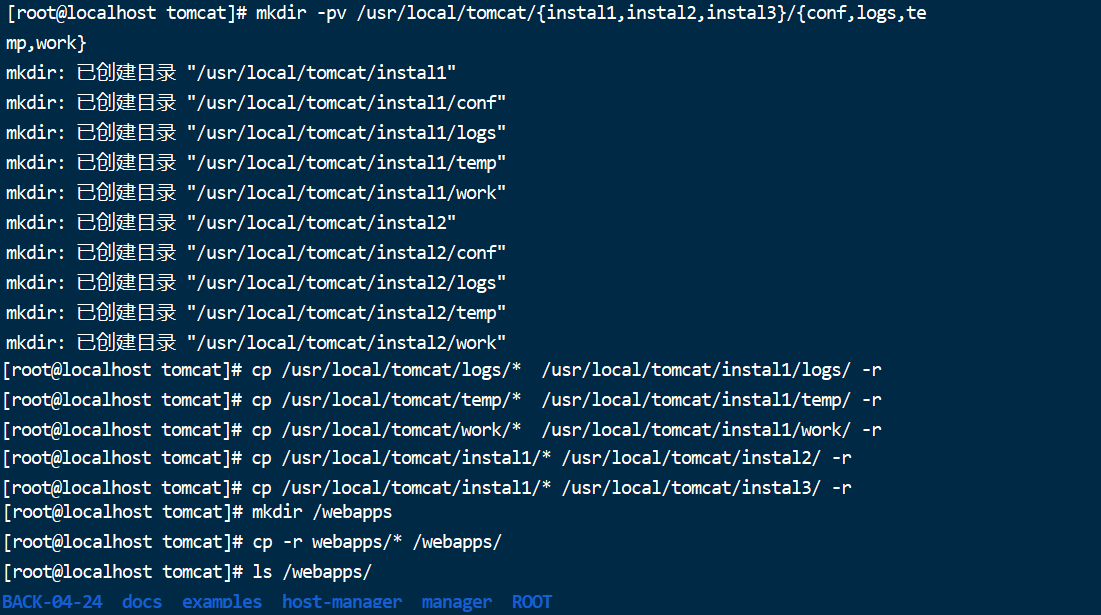 [root@localhost tomcat]# mkdir -pv /usr/local/tomcat/{instal1,instal2,instal3}/{conf,logs,te
mp,work}
mkdir: 已创建目录 "/usr/local/tomcat/instal1"
mkdir: 已创建目录 "/usr/local/tomcat/instal1/conf"
mkdir: 已创建目录 "/usr/local/tomcat/instal1/logs"
mkdir: 已创建目录 "/usr/local/tomcat/instal1/temp"
mkdir: 已创建目录 "/usr/local/tomcat/instal1/work"
mkdir: 已创建目录 "/usr/local/tomcat/instal2"
mkdir: 已创建目录 "/usr/local/tomcat/instal2/conf"
mkdir: 已创建目录 "/usr/local/tomcat/instal2/logs"
mkdir: 已创建目录 "/usr/local/tomcat/instal2/temp"
mkdir: 已创建目录 "/usr/local/tomcat/instal2/work"
[root@localhost tomcat]# cp /usr/local/tomcat/logs/*  /usr/local/tomcat/instal1/logs/ -r
[root@localhost tomcat]# cp /usr/local/tomcat/temp/*  /usr/local/tomcat/instal1/temp/ -r
[root@localhost tomcat]# cp /usr/local/tomcat/work/*  /usr/local/tomcat/instal1/work/ -r
[root@localhost tomcat]# cp /usr/local/tomcat/instal1/* /usr/local/tomcat/instal2/ -r
[root@localhost tomcat]# cp /usr/local/tomcat/instal1/* /usr/local/tomcat/instal3/ -r
[root@localhost tomcat]# mkdir /webapps
[root@localhost tomcat]# cp -r webapps/* /webapps/
[root@localhost tomcat]# ls /webapps/
BACK-04-24  docs  examples  host-manager  manager  ROOT